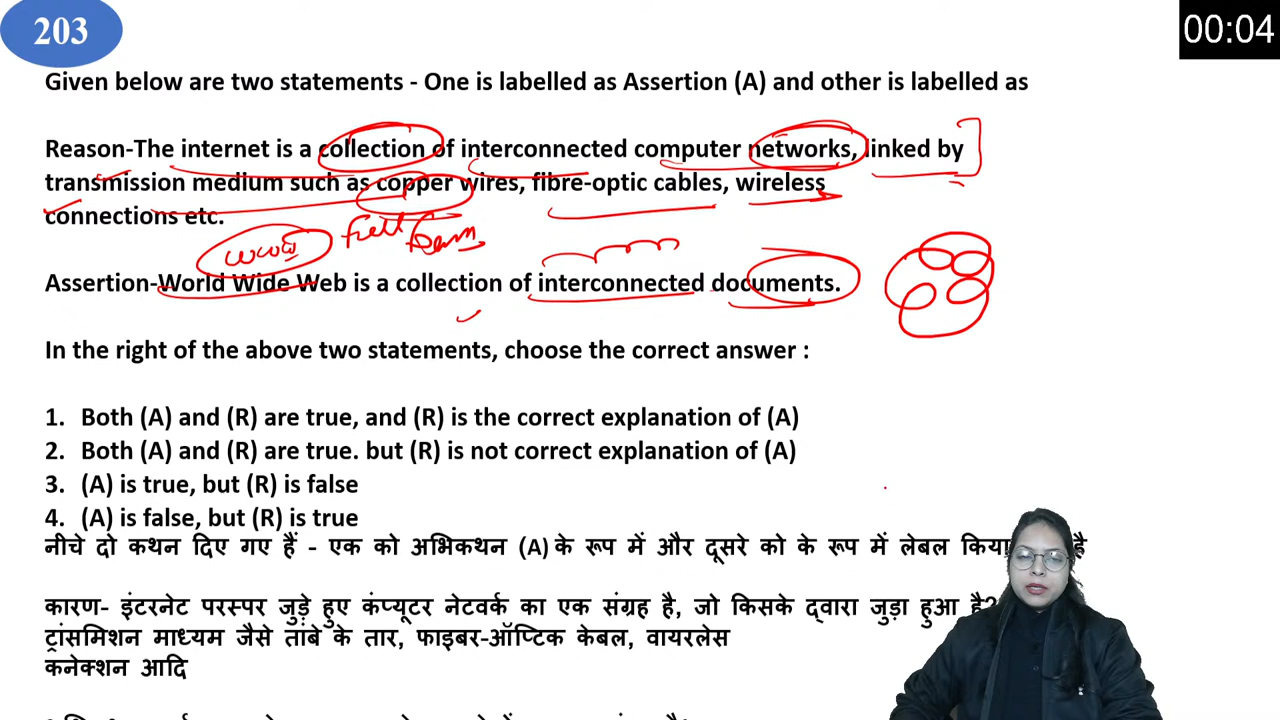 203
00:04
Given below are two statements - One is labelled as Assertion (A) and other is labelled as
Reason-The internet is a collection of interconnected computer networks, linked by
transmission medium such as copper wires, fibre-optic cables, wireless
connections etc.
www full form
Assertion-World Wide Web is a collection of interconnected documents.
In the right of the above two statements, choose the correct answer :
1. Both (A) and (R) are true, and (R) is the correct explanation of (A)
2. Both (A) and (R) are true. but (R) is not correct explanation of (A)
3. (A) is true, but (R) is false
4. (A) is false, but (R) is true
नीचे दो कथन दिए गए हैं - एक को अभिकथन (A) के रूप में और दूसरे को के रूप में लेबल किया है
कारण- इंटरनेट परस्पर जुड़े हुए कंप्यूटर नेटवर्क का एक संग्रह है, जो किसके द्वारा जुड़ा हुआ है?
ट्रांसमिशन माध्यम जैसे तांबे के तार, फाइबर-ऑप्टिक केबल, वायरलेस
कनेक्शन आदि